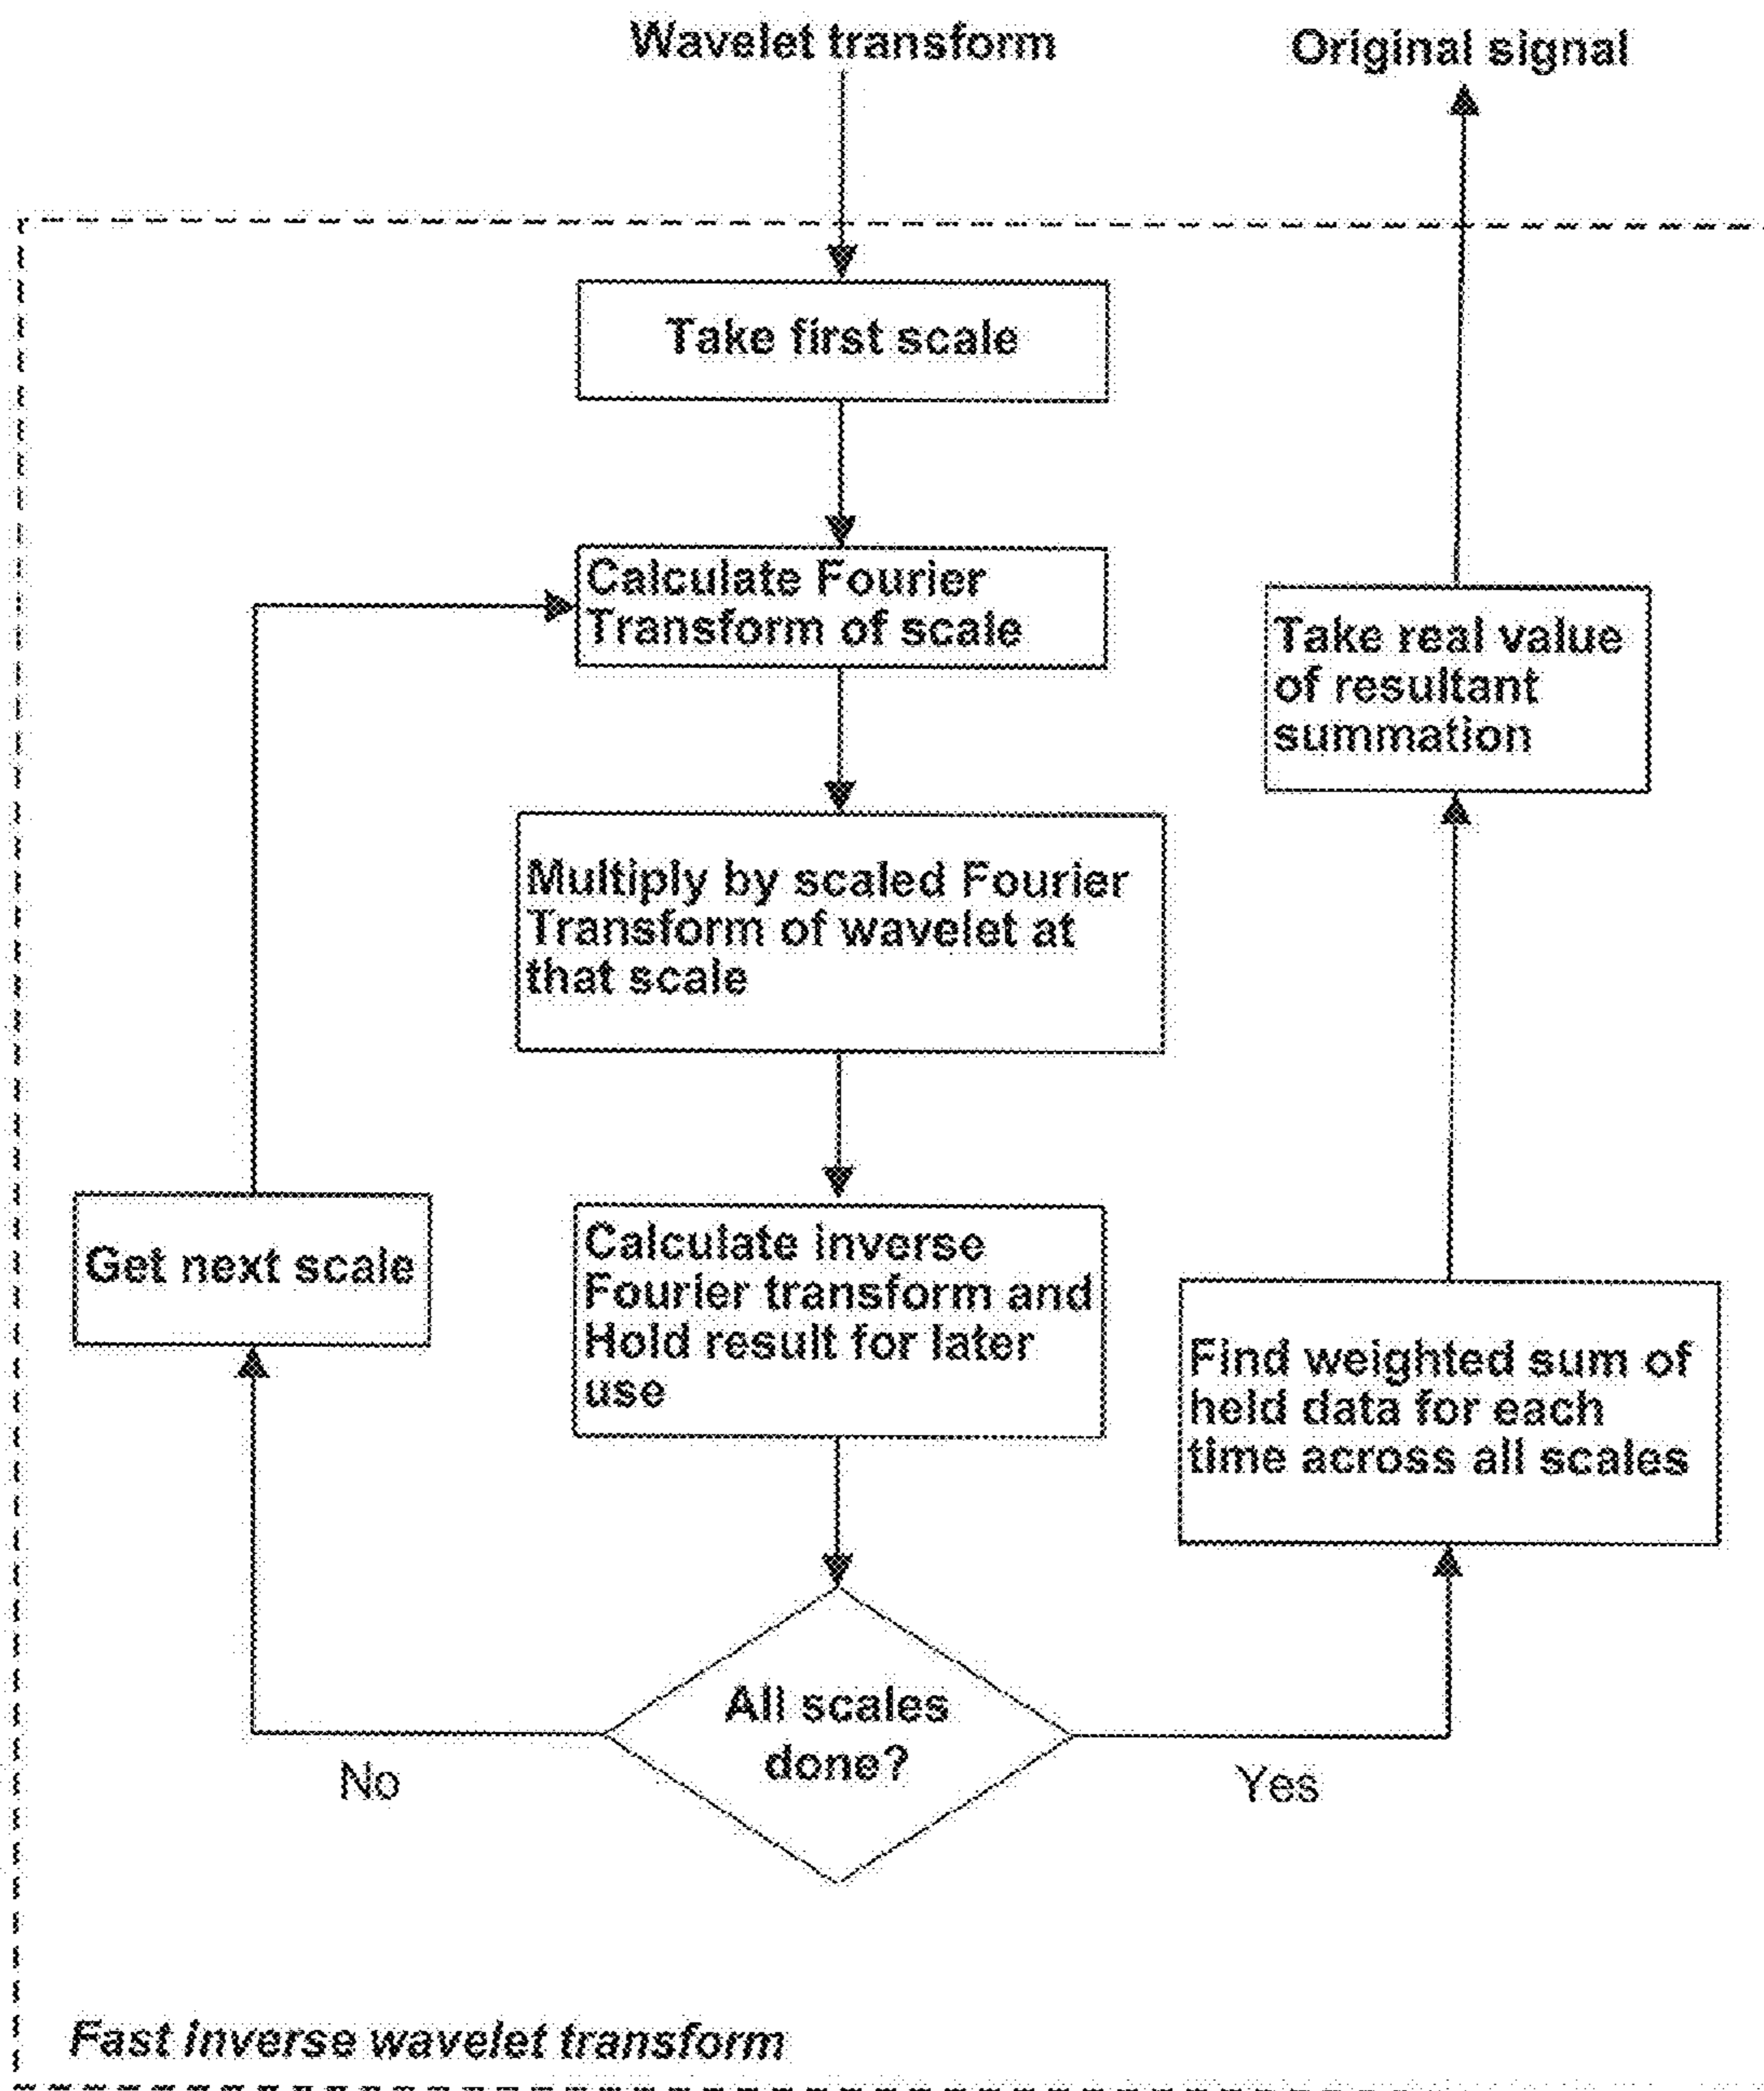 Wavelet transform
Original signal
Take first scale
Calculate Fourier
Transform of scale
Take real value
of resultant
summation
Multiply by scaled Fourier
Transform of wavelet at
that scale
Get next scale
Calculate inverse
Fourier transform and
Hold result for later
use
Find weighted sum of
held data for each
time across all scales
All scales
done?
No
Yes
Fast inverse wavelet transform